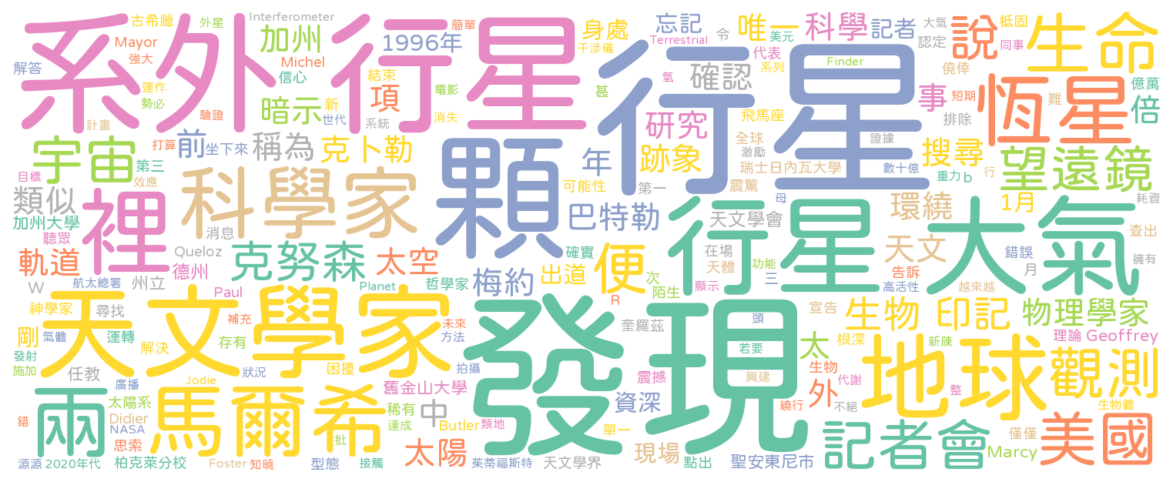 古希臘 外星 Interferometer 身處 忘記 唯一 科學 記者 大氣 柢固
系外行星 Mayor 加州 1996年 干涉儀 Terrestrial 美元 令 代表 認定 說 同事 生命
解答 強大 Michel 信心 結束 氫 Finder 系列 確認 僥倖
運作 勢必 暗示 項 電影 甚 行星 事 短期 恆星 難 億萬 倍
驗證 新 世代 消失 飛馬座 排除
計畫 系統 顆 研究 全球 證據
宇宙 打算 前 坐下來 稱為 克卜勒 年 跡象 激勵 瑞士日內瓦大學 搜尋 望遠鏡
第三 目標 效應 可能性 第一 震驚 數十億 重力 b 行
類似 裡 科學家 巴特勒 母 環繞 1月 耗資
加州大學 聽眾 消息 天文學會 行星 大氣 查出
軌道 Queloz 克努森 太空 確實 出道 便 在場 天體 功能 天文 錯誤 月 擁有
德州 州立 哲學家 梅約 次 陌生 顯示 三 告訴 高活性 越來越
W 航太總署 Planet
神學家 尋找 Paul R 奎羅茲 宣告 頭 生物 印記 物理學家
剛 氣體 運轉 天文學家 補充 未來 方法 發現 根深 新陳 理論 Geoffrey
發射 施加 解決 存有 困擾 拍攝 若要 太 地球 觀測
任教 狀況 Jodie 震撼 興建 生物 代謝 整
廣播 舊金山大學 外 生物體
兩 太陽系 馬爾希 稀有 中 資深 繞行 不絕
錯 Didier 批 達成 Butler 類地 單一 僅僅
NASA 思索 太陽 現場 記者會 美國
源源 2020年代 柏克萊分校 Foster 知曉 型態 接觸 茱蒂福斯特 天文學界 點出 聖安東尼市 Marcy